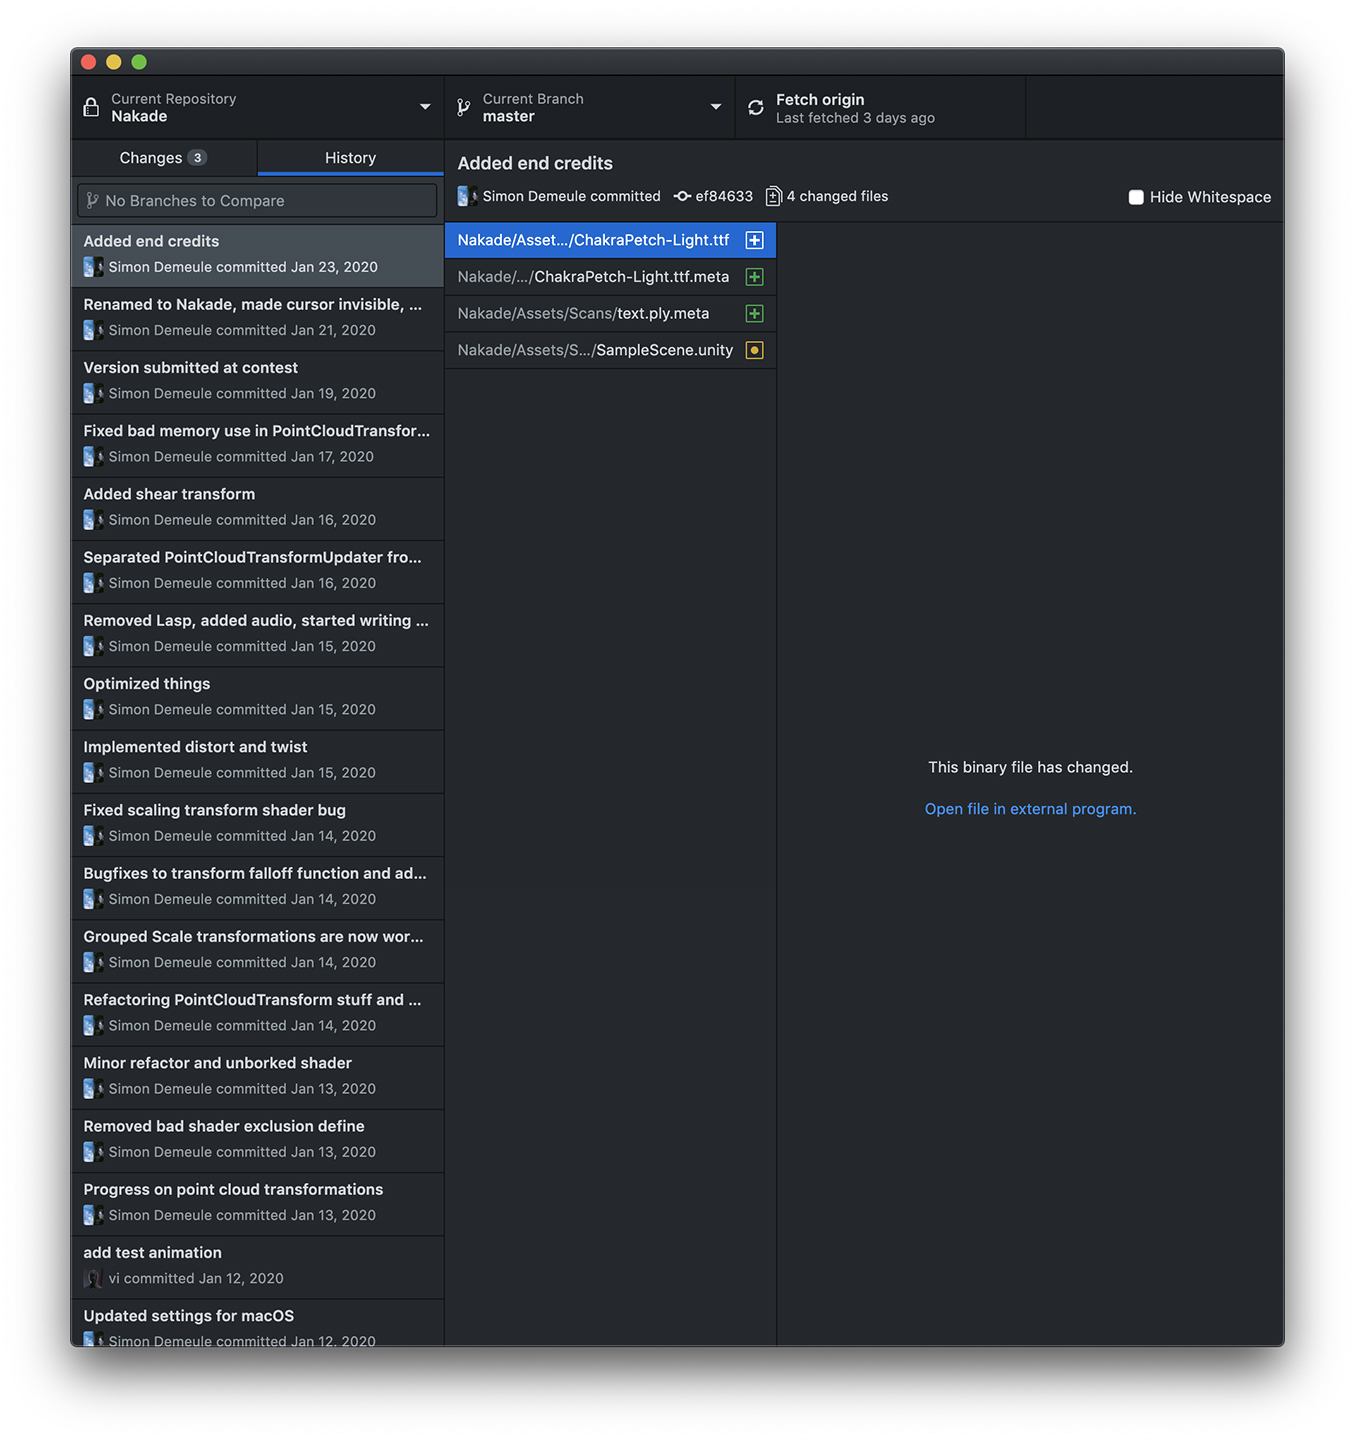 Current Repository
Nakade
Current Branch
master
Fetch origin
Last fetched 3 days ago
Changes 3
History
No Branches to Compare
Added end credits
Simon Demeule committed Jan 23, 2020
Renamed to Nakade, made cursor invisible, ...
Simon Demeule committed Jan 21, 2020
Version submitted at contest
Simon Demeule committed Jan 19, 2020
Fixed bad memory use in PointCloudTransfor...
Simon Demeule committed Jan 17, 2020
Added shear transform
Simon Demeule committed Jan 16, 2020
Separated PointCloudTransformUpdater fro...
Simon Demeule committed Jan 16, 2020
Removed Lasp, added audio, started writing ...
Simon Demeule committed Jan 15, 2020
Optimized things
Simon Demeule committed Jan 15, 2020
Implemented distort and twist
Simon Demeule committed Jan 15, 2020
Fixed scaling transform shader bug
Simon Demeule committed Jan 14, 2020
Bugfixes to transform falloff function and ad...
Simon Demeule committed Jan 14, 2020
Grouped Scale transformations are now wor...
Simon Demeule committed Jan 14, 2020
Refactoring PointCloudTransform stuff and ...
Simon Demeule committed Jan 14, 2020
Minor refactor and unborked shader
Simon Demeule committed Jan 13, 2020
Removed bad shader exclusion define
Simon Demeule committed Jan 13, 2020
Progress on point cloud transformations
Simon Demeule committed Jan 13, 2020
add test animation
vi committed Jan 12, 2020
Updated settings for macOS
Simon Demeule committed Jan 12, 2020
Added end credits
Simon Demeule committed ef84633 4 changed files
Hide Whitespace
Nakade/Asset.../ChakraPetch-Light.ttf
Nakade/.../ChakraPetch-Light.ttf.meta
Nakade/Assets/Scans/text.ply.meta
Nakade/Assets/S.../SampleScene.unity
This binary file has changed.
Open file in external program.